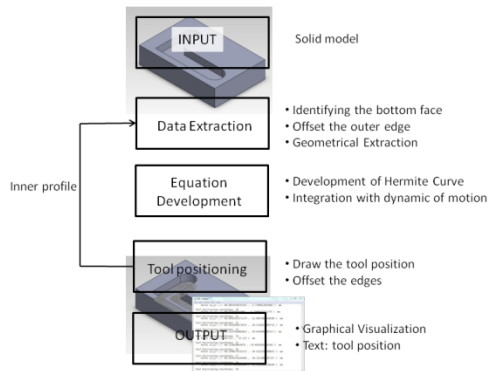 INPUT
Solid model
Data Extraction
• Identifying the bottom face
• Offset the outer edge
• Geometrical Extraction
Inner profile
Equation
Development
• Development of Hermite Curve
• Integration with dynamic of motion
Tool positioning
• Draw the tool position
• Offset the edges
OUTPUT
• Graphical Visualization
• Text: tool position